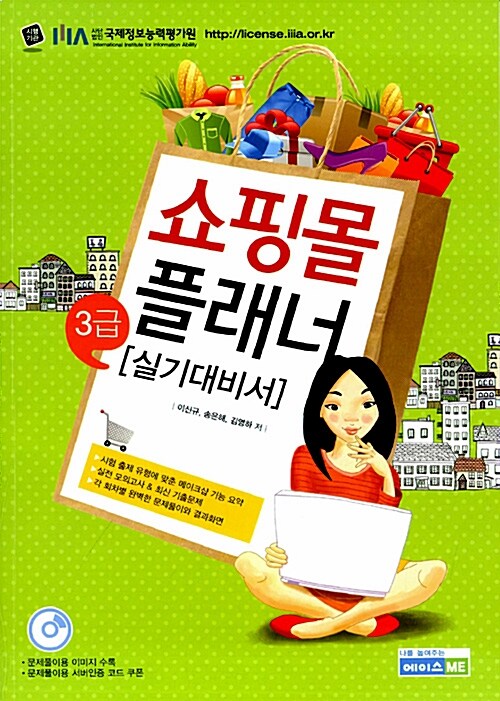 시행
기관
IIIA 사단
법인 국제정보능력평가원 http://license.iiia.or.kr
International Institute for Information Ability
쇼핑몰
플래너
3급
[실기대비서]
이신규, 송은혜, 김영하 저
▶시험 출제 유형에 맞춘 메이크샵 기능 요약
▶실전 모의고사 & 최신 기출문제
▶각 회차별 완벽한 문제풀이와 결과화면
• 문제풀이용 이미지 수록
• 문제풀이용 서버인증 코드 쿠폰
나를 높여주는
에이스 ME